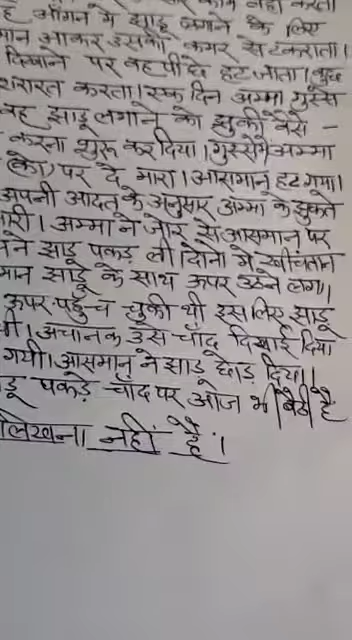 काम नहीं करता
ह आँगन में झाड़ू लगाने के लिए
मान आकर उसकी कमर से टकराता।
दिखाने पर वह पीछे हट जाता। कुछ
शरारत करता। एक दिन अम्मा गुस्से
वह झाड़ू लगाने को झुकी वैसे -
करना शुरू कर दिया। गुस्से में अम्मा
पर दे मारा। आसमान हट गया।
अपनी आदत के अनुसार अम्मा के झुकते
मारी। अम्मा ने जोर से आसमान पर
ने झाड़ू पकड़ ली। दोनों में खींचतान
मान झाड़ू के साथ ऊपर उठने लगा।
ऊपर पहुँच चुकी थी इसलिए झाड़ू
थी। अचानक उसे चाँद दिखाई दिया
गयी। आसमान ने झाड़ू छोड़ दिया।
ड़ू पकड़े चाँद पर आज भी बैठी है
लिखना नहीं है।